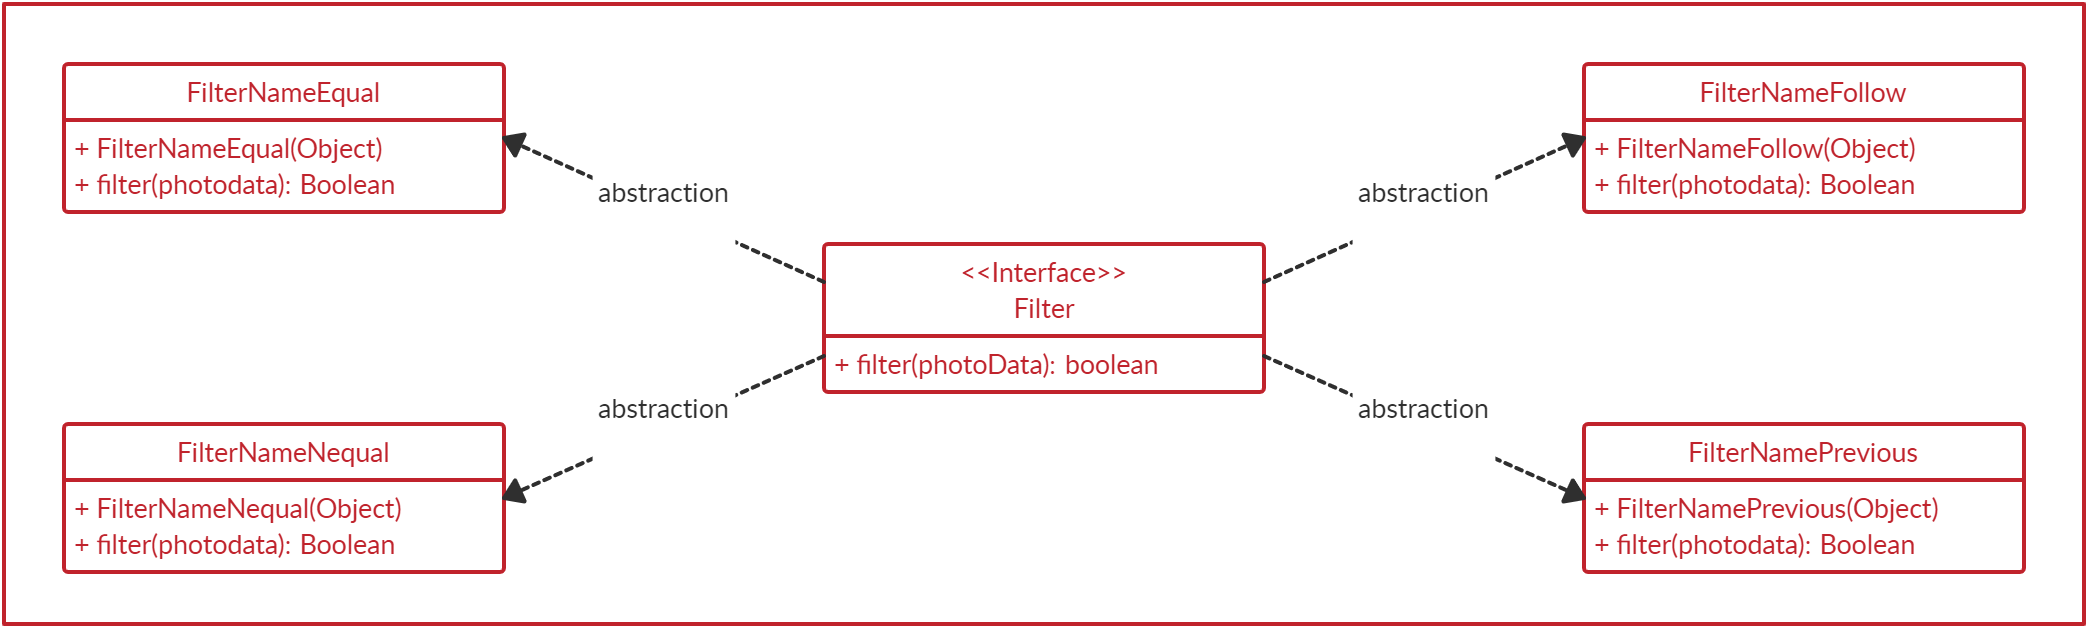 FilterNameEqual
+ FilterNameEqual(Object)
+ filter(photodata): Boolean
abstraction
FilterNameFollow
+ FilterNameFollow(Object)
+ filter(photodata): Boolean
abstraction
<<Interface>>
Filter
+ filter(photoData): boolean
abstraction
FilterNameNequal
+ FilterNameNequal(Object)
+ filter(photodata): Boolean
abstraction
FilterNamePrevious
+ FilterNamePrevious(Object)
+ filter(photodata): Boolean